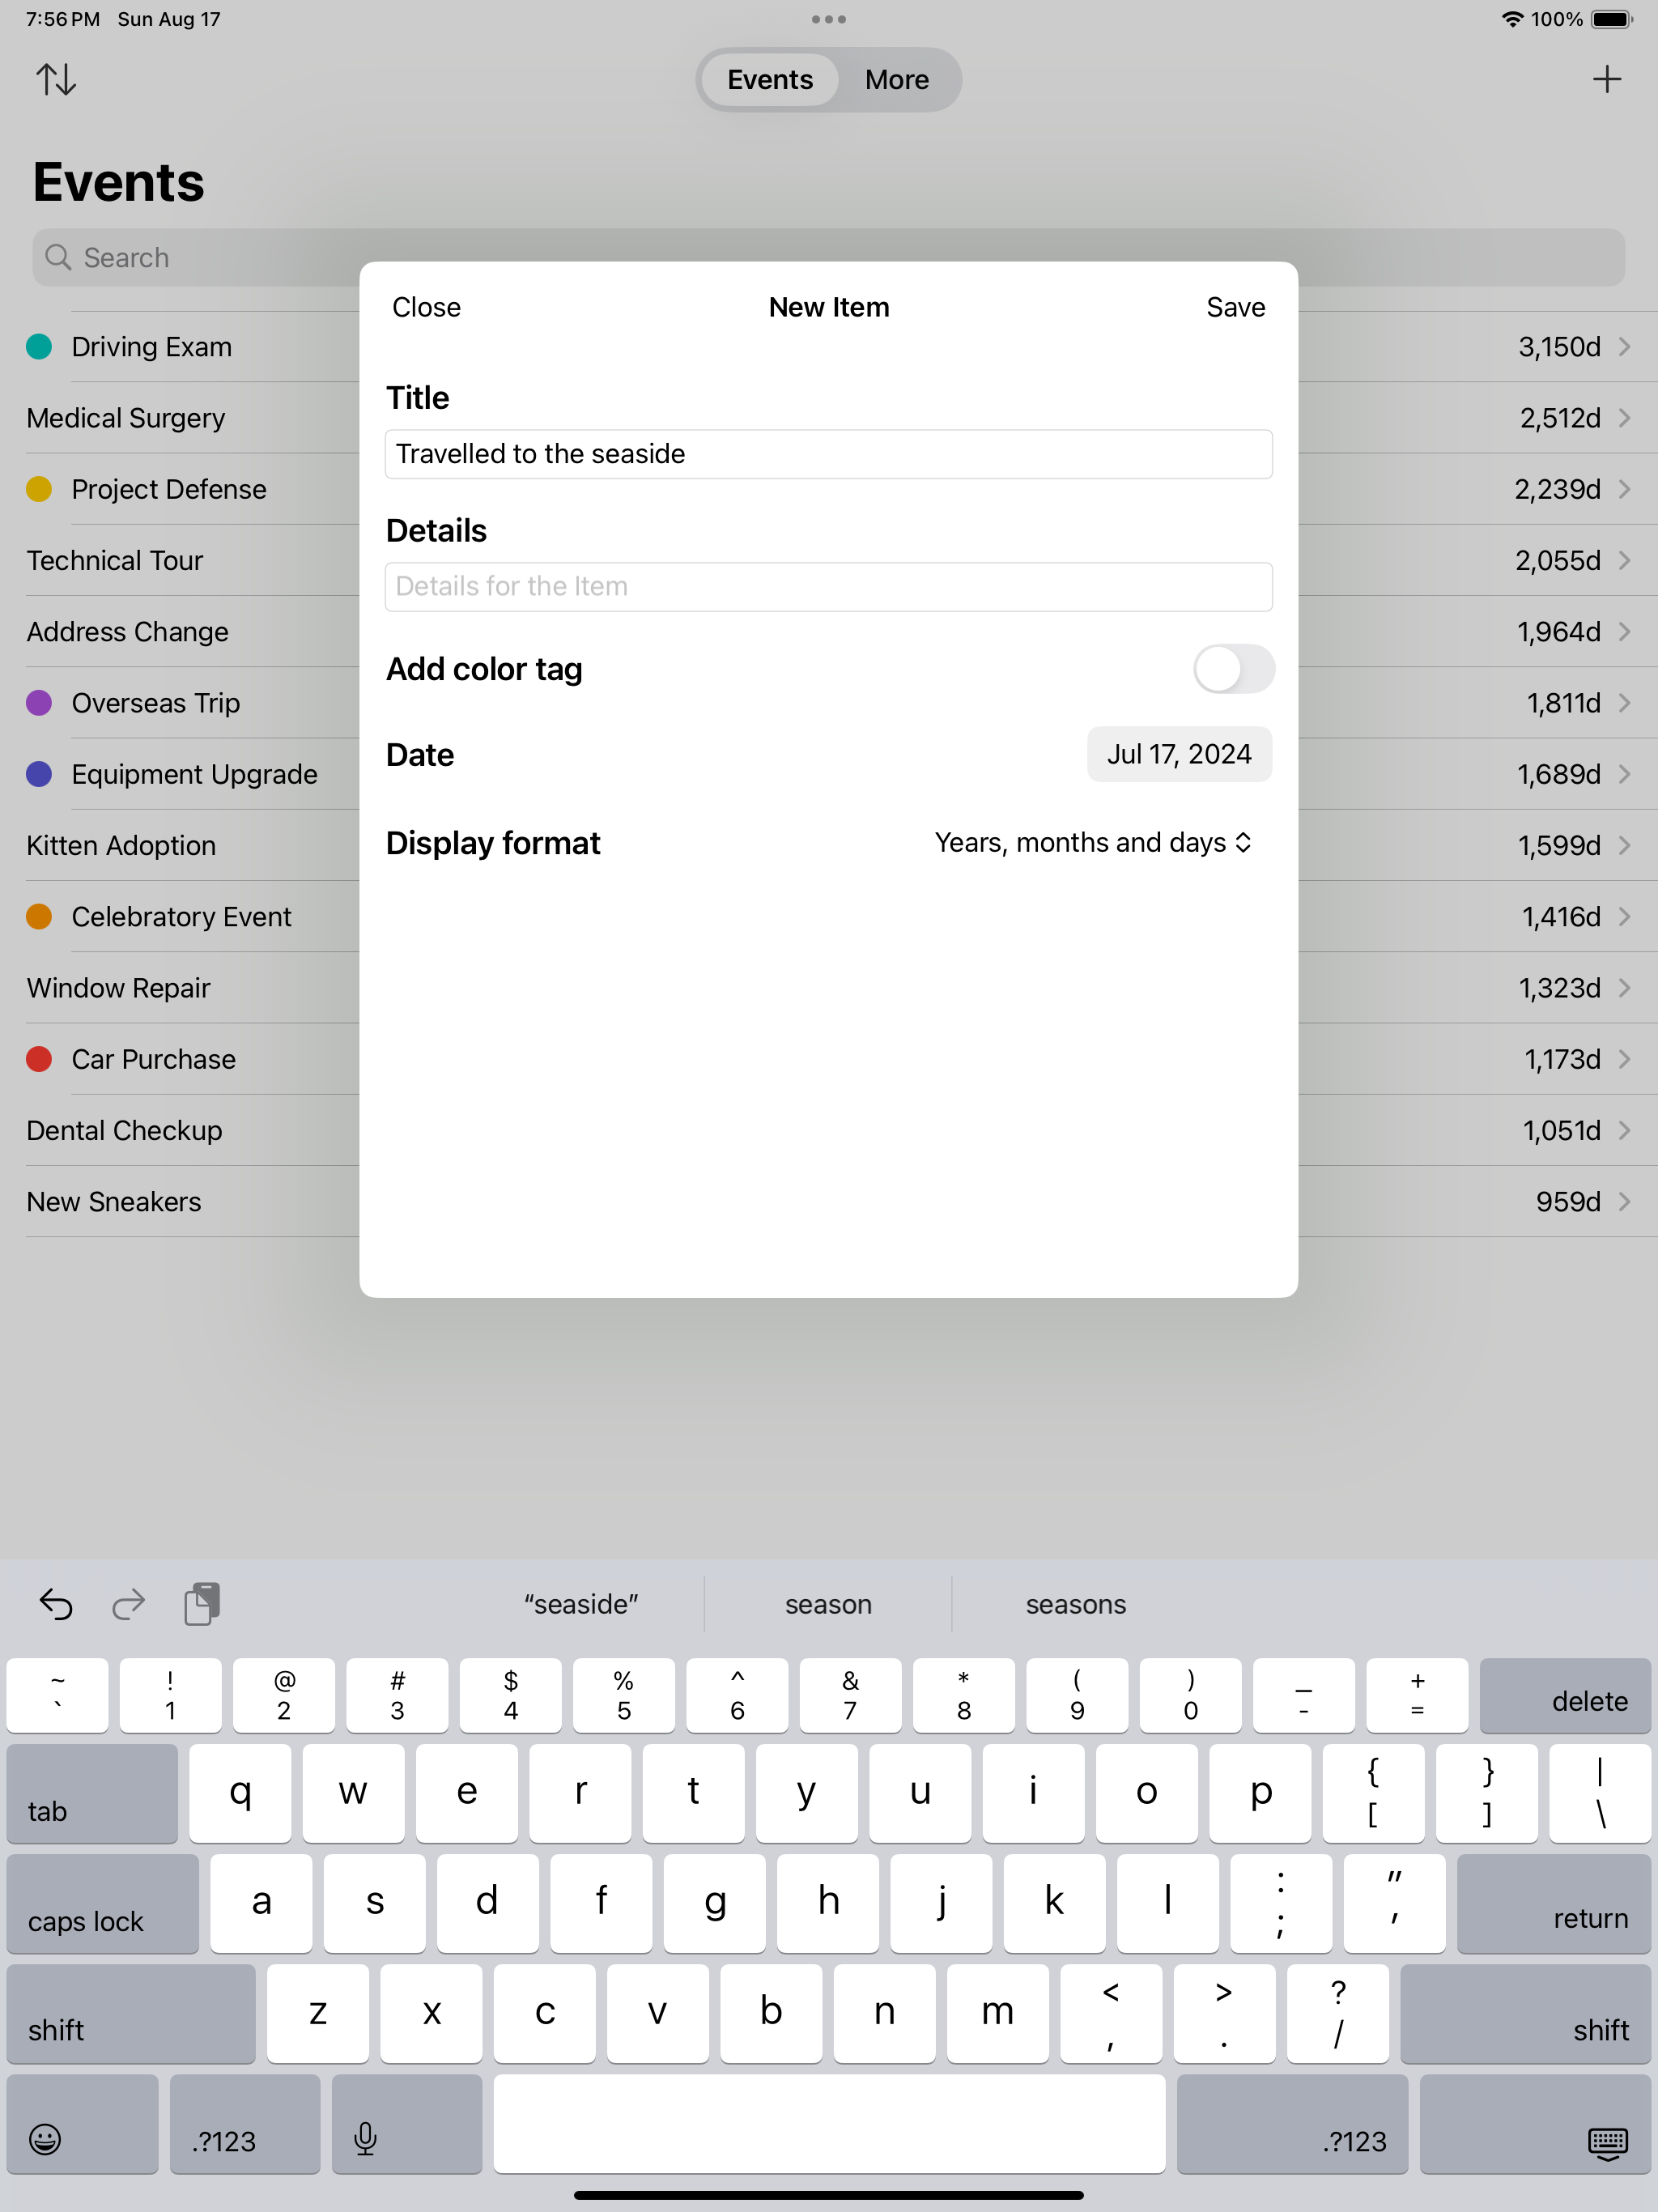 7:56 PM Sun Aug 17
100%
Events More
Events
Search
Close New Item Save
Driving Exam 3,150d
Title
Medical Surgery 2,512d
Travelled to the seaside
Project Defense 2,239d
Details
Technical Tour 2,055d
Details for the Item
Address Change 1,964d
Add color tag
Overseas Trip 1,811d
Date Jul 17, 2024
Equipment Upgrade 1,689d
Display format Years, months and days
Kitten Adoption 1,599d
Celebratory Event 1,416d
Window Repair 1,323d
Car Purchase 1,173d
Dental Checkup 1,051d
New Sneakers 959d
“seaside” season seasons
~ ! @ # $ % ^ & * ( ) _ +
` 1 2 3 4 5 6 7 8 9 0 - = delete
tab q w e r t y u i o p { [ } ] | \
caps lock a s d f g h j k l : ; " ' return
shift z x c v b n m < , > . ? / shift
.?123 .?123